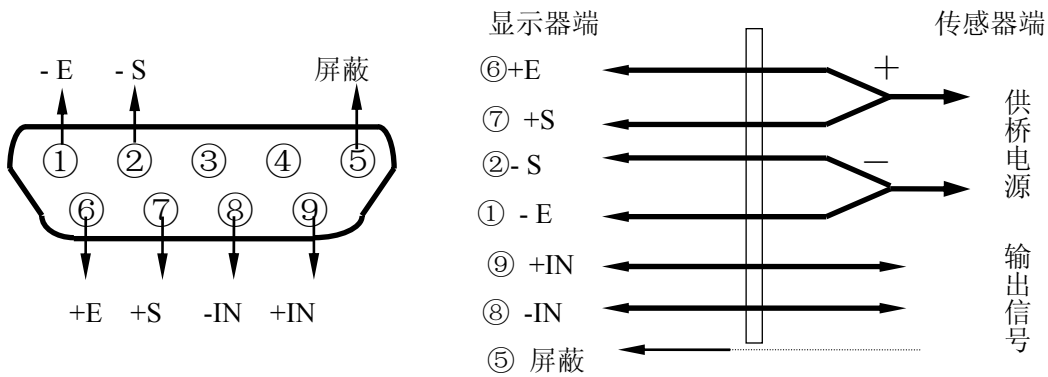 - E - S 屏蔽
① ② ③ ④ ⑤
⑥ ⑦ ⑧ ⑨
+E +S -IN +IN
显示器端 传感器端
⑥+E
⑦ +S
②- S
① - E
⑨ +IN
⑧ -IN
⑤ 屏蔽
+
－
供桥电源
输出信号